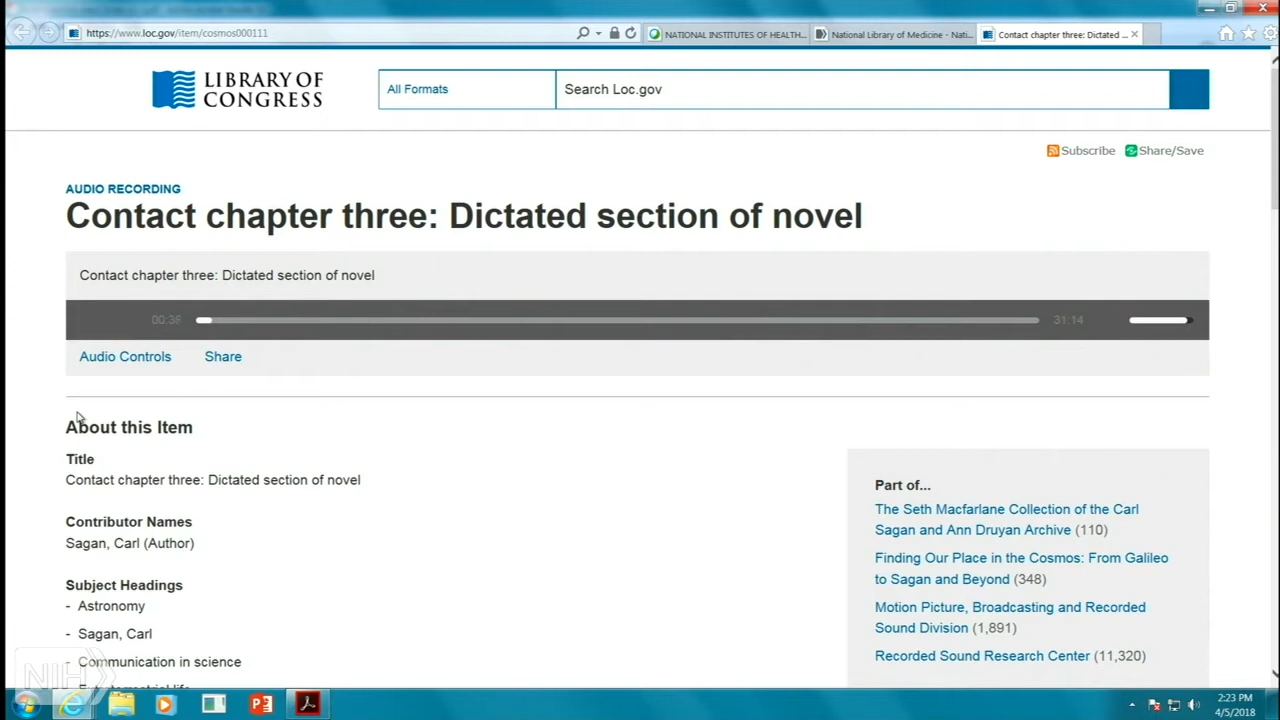 https://www.loc.gov/item/cosmos000111
NATIONAL INSTITUTES OF HEALTH...
National Library of Medicine - Nati...
Contact chapter three: Dictated ...
LIBRARY OF
CONGRESS
All Formats
Search Loc.gov
Subscribe
Share/Save
AUDIO RECORDING
Contact chapter three: Dictated section of novel
Contact chapter three: Dictated section of novel
31:14
Audio Controls
Share
About this Item
Title
Contact chapter three: Dictated section of novel
Contributor Names
Sagan, Carl (Author)
Subject Headings
- Astronomy
- Sagan, Carl
- Communication in science
Part of...
The Seth Macfarlane Collection of the Carl
Sagan and Ann Druyan Archive (110)
Finding Our Place in the Cosmos: From Galileo
to Sagan and Beyond (348)
Motion Picture, Broadcasting and Recorded
Sound Division (1,891)
Recorded Sound Research Center (11,320)
NIH
2:23 PM
4/5/2018